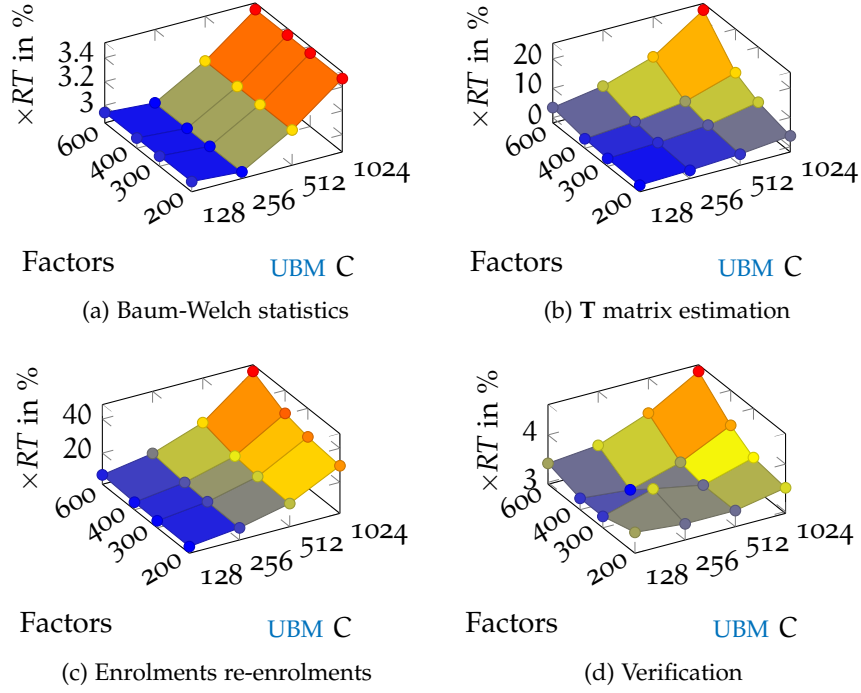 ×RT in %
3.4
3.2
3
600
400
300
200
128
256
512
1024
Factors
UBM C
(a) Baum-Welch statistics
×RT in %
20
10
0
600
400
300
200
128
256
512
1024
Factors
UBM C
(b) T matrix estimation
×RT in %
40
20
600
400
300
200
128
256
512
1024
Factors
UBM C
(c) Enrolments re-enrolments
×RT in %
4
3
600
400
300
200
128
256
512
1024
Factors
UBM C
(d) Verification